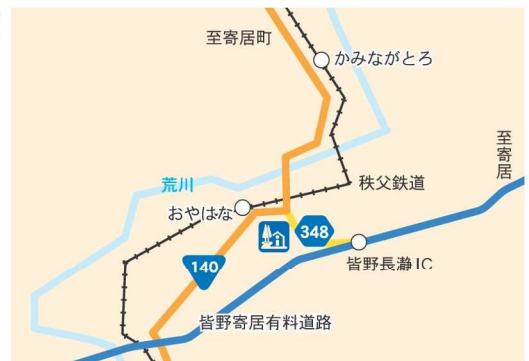 至寄居町
かみながとろ
至寄居
荒川
秩父鉄道
おやはな
348
皆野長瀞IC
140
皆野寄居有料道路